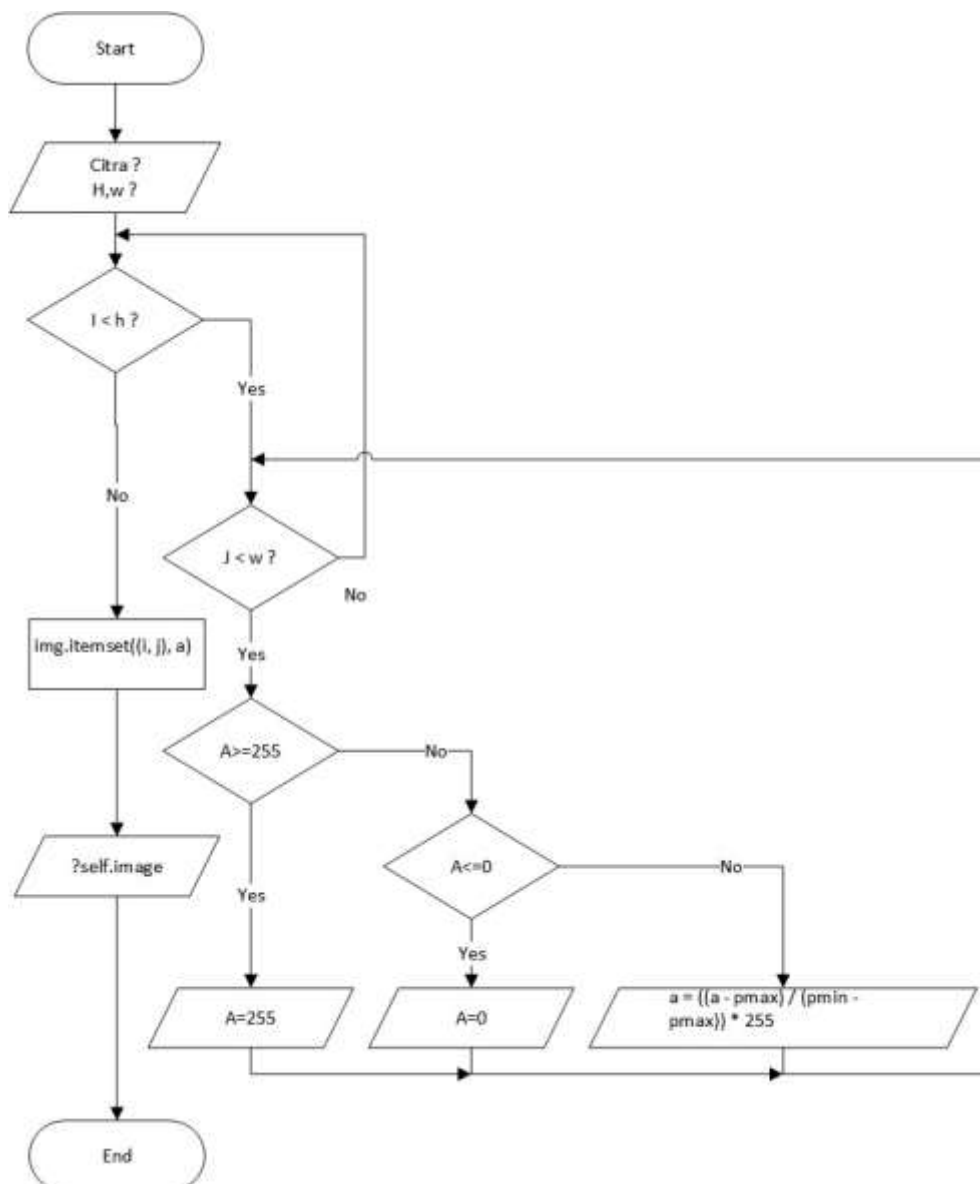 Start
Citra ?
H,w ?
I < h ?
Yes
No
J < w ?
No
img.itemset((i, j), a)
Yes
A>=255
No
A<=0
?self.image
Yes
No
Yes
A=255
A=0
a = ((a - pmax) / (pmin -
pmax)) * 255
End